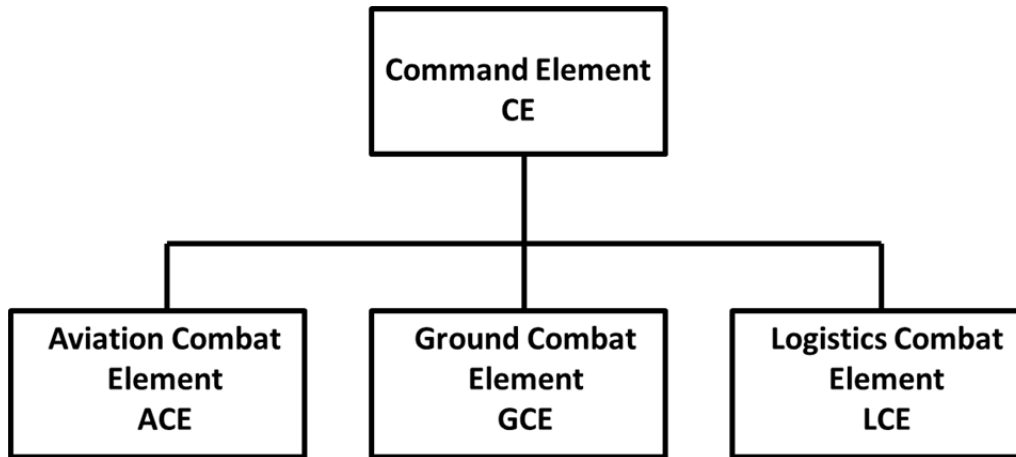 Command Element
CE
Aviation Combat
Element
ACE
Ground Combat
Element
GCE
Logistics Combat
Element
LCE